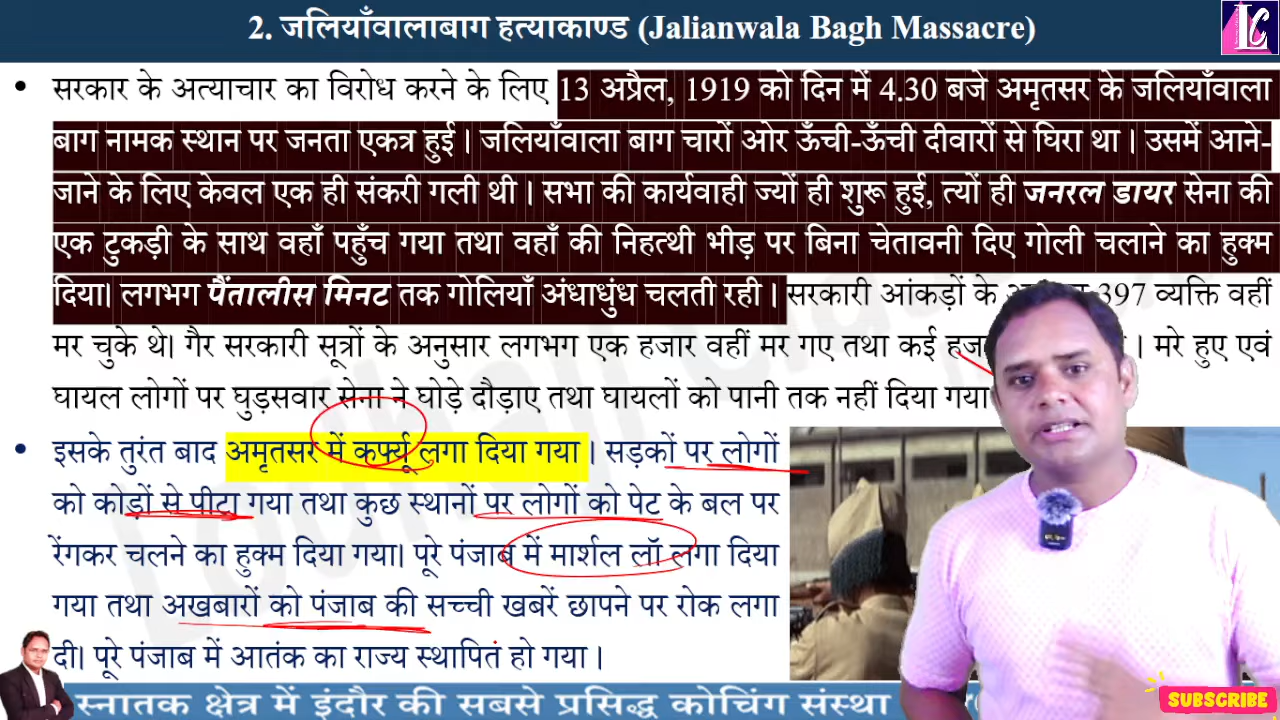 2. जलियाँवालाबाग हत्याकाण्ड (Jalianwala Bagh Massacre)
LC
• सरकार के अत्याचार का विरोध करने के लिए 13 अप्रैल, 1919 को दिन में 4.30 बजे अमृतसर के जलियाँवाला
बाग नामक स्थान पर जनता एकत्र हुई। जलियाँवाला बाग चारों ओर ऊँची-ऊँची दीवारों से घिरा था। उसमें आने-
जाने के लिए केवल एक ही संकरी गली थी। सभा की कार्यवाही ज्यों ही शुरू हुई, त्यों ही जनरल डायर सेना की
एक टुकड़ी के साथ वहाँ पहुँच गया तथा वहाँ की निहत्थी भीड़ पर बिना चेतावनी दिए गोली चलाने का हुक्म
दिया। लगभग पैंतालीस मिनट तक गोलियाँ अंधाधुंध चलती रही। सरकारी आंकड़ों के 397 व्यक्ति वहीं
मर चुके थे। गैर सरकारी सूत्रों के अनुसार लगभग एक हजार वहीं मर गए तथा कई । मरे हुए एवं
घायल लोगों पर घुड़सवार सेना ने घोड़े दौड़ाए तथा घायलों को पानी तक नहीं दिया गया
• इसके तुरंत बाद अमृतसर में कर्फ्यू लगा दिया गया। सड़कों पर लोगों
को कोड़ों से पीटा गया तथा कुछ स्थानों पर लोगों को पेट के बल पर
रेंगकर चलने का हुक्म दिया गया। पूरे पंजाब में मार्शल लॉ लगा दिया
गया तथा अखबारों को पंजाब की सच्ची खबरें छापने पर रोक लगा
दी। पूरे पंजाब में आतंक का राज्य स्थापित हो गया।
स्नातक क्षेत्र में इंदौर की सबसे प्रसिद्ध कोचिंग संस्था
SUBSCRIBE